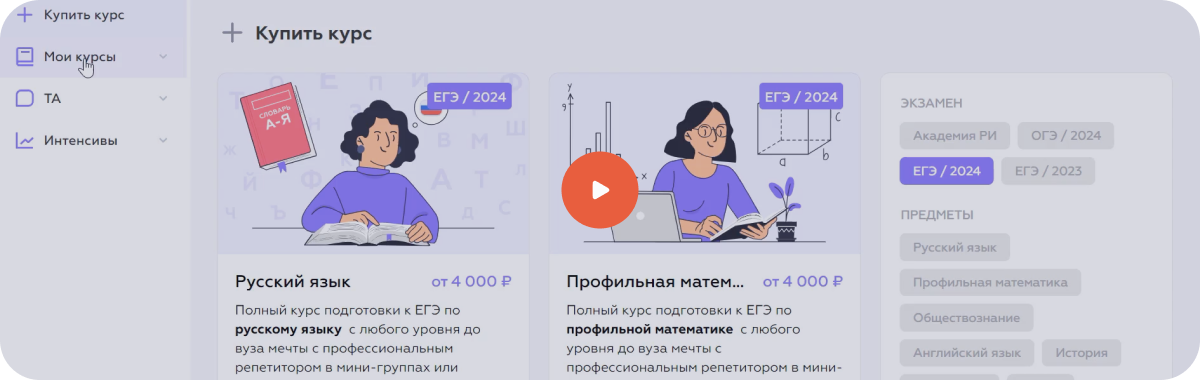 Купить курс
Мои курсы
ТА
Интенсивы
Купить курс
ЕГЭ / 2024
СЛОВАРЬ
А-Я
Русский язык
от 4 000 ₽
Полный курс подготовки к ЕГЭ по
русскому языку с любого уровня до
вуза мечты с профессиональным
репетитором в мини-группах или
ЕГЭ / 2024
y
9
x
a
b
c
Профильная матем...
от 4 000 ₽
Полный курс подготовки к ЕГЭ по
профильной математике с любого
уровня до вуза мечты с
профессиональным репетитором в мини-
ЭКЗАМЕН
Академия РИ
ОГЭ / 2024
ЕГЭ / 2024
ЕГЭ / 2023
ПРЕДМЕТЫ
Русский язык
Профильная математика
Обществознание
Английский язык
История